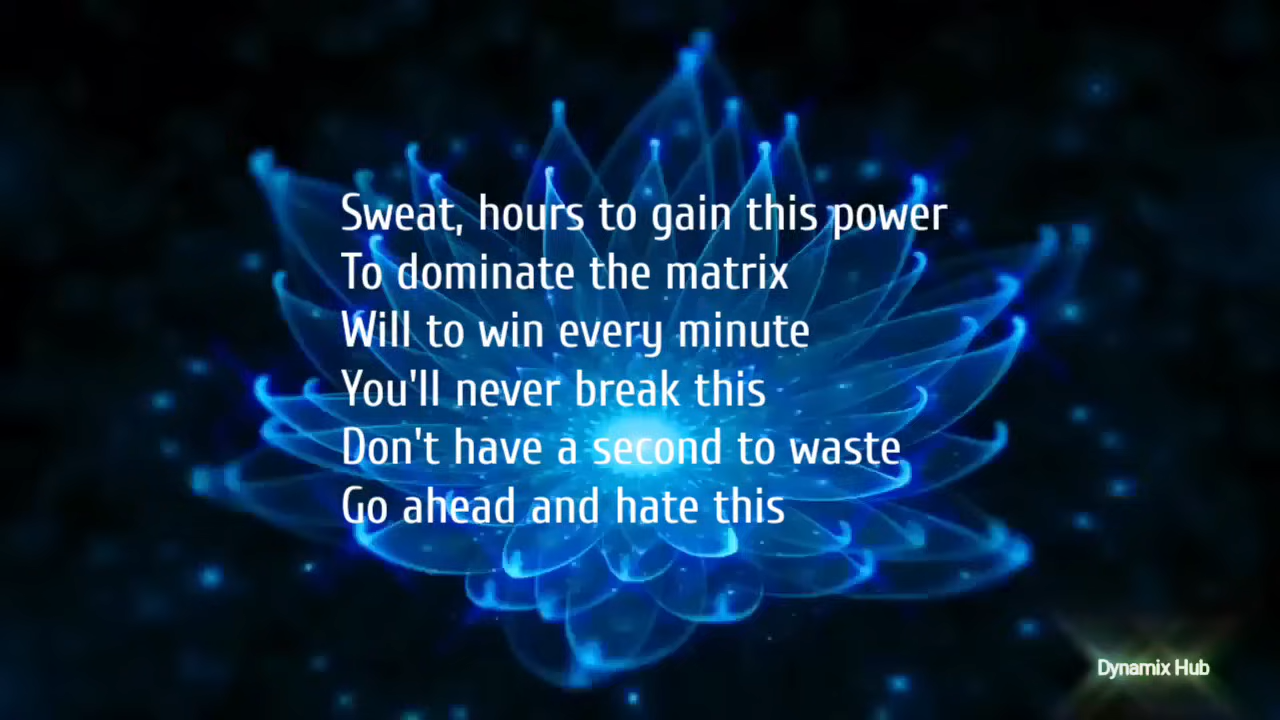 Sweat, hours to gain this power
To dominate the matrix
Will to win every minute
You'll never break this
Don't have a second to waste
Go ahead and hate this
Dynamix Hub